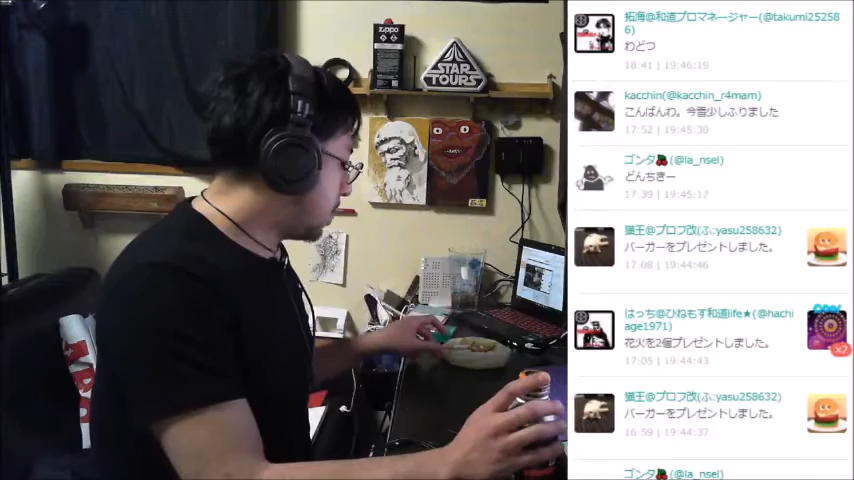 ZIPPO
STAR
TOURS
拓海@和道プロマネージャー(@takumi252586)
わどつ
18:41 | 19:46:19
kacchin(@kacchin_r4mam)
こんばんわ。今雪少しふりました
17:52 | 19:45:30
ゴンタ🍒(@la_nsel)
どんちきー
17:39 | 19:45:17
猫王@プロフ改(ふ:yasu258632)
バーガーをプレゼントしました。
17:08 | 19:44:46
はっち@ひねもす和道life★(@hachi
age1971)
花火を2個プレゼントしました。
17:05 | 19:44:43
x2
猫王@プロフ改(ふ:yasu258632)
バーガーをプレゼントしました。
16:59 | 19:44:37
ゴンタ🍒(@la_nsel)